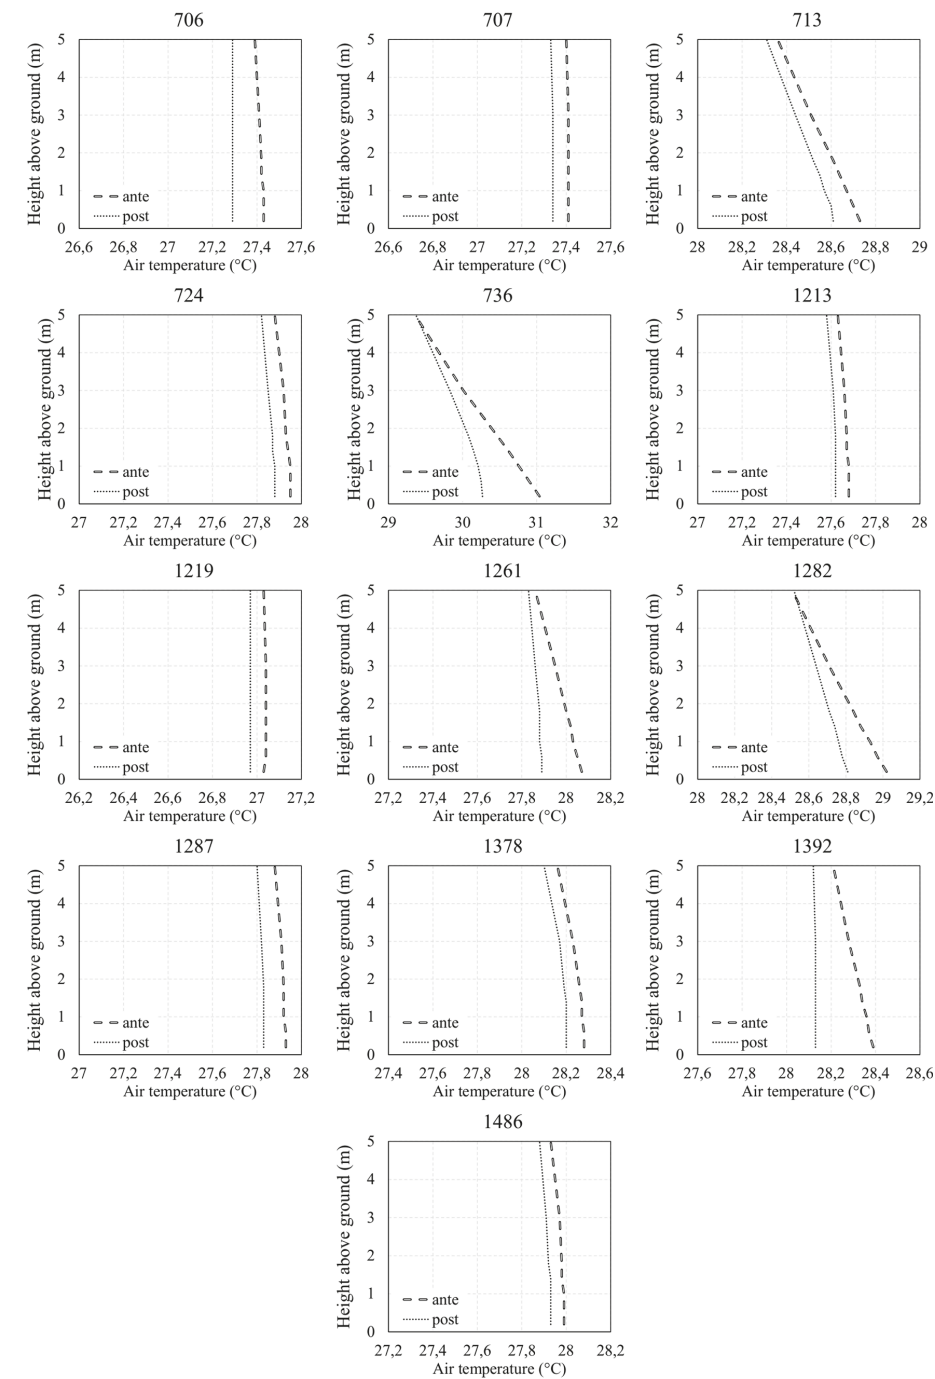 706
707
713
Height above ground (m)
5
4
3
2
1
0
ante
post
26,6 26,8 27 27,2 27,4 27,6
Air temperature (°C)
Height above ground (m)
5
4
3
2
1
0
ante
post
26,6 26,8 27 27,2 27,4 27,6
Air temperature (°C)
Height above ground (m)
5
4
3
2
1
0
ante
post
28 28,2 28,4 28,6 28,8 29
Air temperature (°C)
724
736
1213
Height above ground (m)
5
4
3
2
1
0
ante
post
27 27,2 27,4 27,6 27,8 28
Air temperature (°C)
Height above ground (m)
5
4
3
2
1
0
ante
post
29 30 31 32
Air temperature (°C)
Height above ground (m)
5
4
3
2
1
0
ante
post
27 27,2 27,4 27,6 27,8 28
Air temperature (°C)
1219
1261
1282
Height above ground (m)
5
4
3
2
1
0
ante
post
26,2 26,4 26,6 26,8 27 27,2
Air temperature (°C)
Height above ground (m)
5
4
3
2
1
0
ante
post
27,2 27,4 27,6 27,8 28 28,2
Air temperature (°C)
Height above ground (m)
5
4
3
2
1
0
ante
post
28 28,2 28,4 28,6 28,8 29 29,2
Air temperature (°C)
1287
1378
1392
Height above ground (m)
5
4
3
2
1
0
ante
post
27 27,2 27,4 27,6 27,8 28
Air temperature (°C)
Height above ground (m)
5
4
3
2
1
0
ante
post
27,4 27,6 27,8 28 28,2 28,4
Air temperature (°C)
Height above ground (m)
5
4
3
2
1
0
ante
post
27,6 27,8 28 28,2 28,4 28,6
Air temperature (°C)
1486
Height above ground (m)
5
4
3
2
1
0
ante
post
27,2 27,4 27,6 27,8 28 28,2
Air temperature (°C)